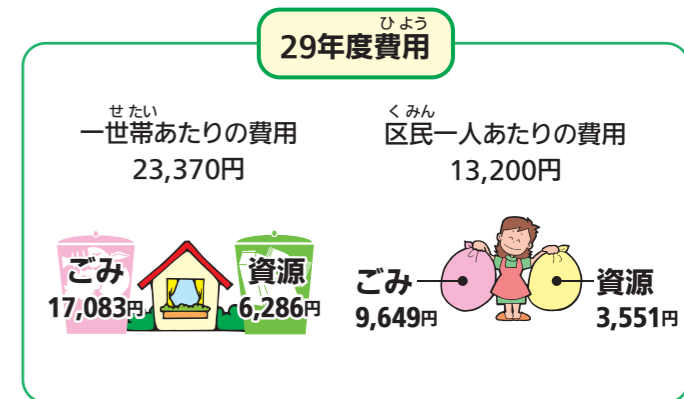 ひよう
29年度費用
せたい
一世帯あたりの費用
23,370円
くみん
区民一人あたりの費用
13,200円
ごみ
17,083円
資源
6,286円
ごみ
9,649円
資源
3,551円